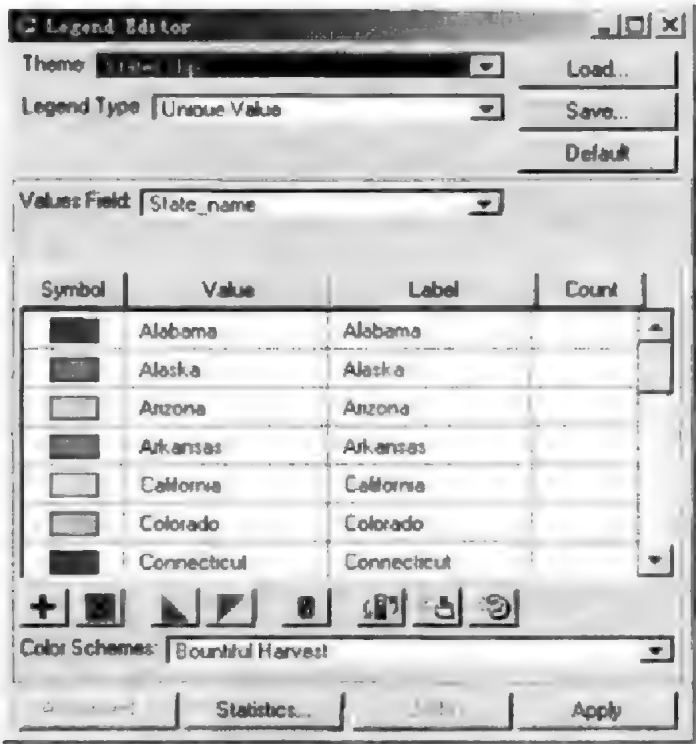 Legend Editor
Theme:
Load...
Legend Type: Unique Value
Save...
Default
Values Field: State_name
Symbol Value Label Count
Alabama Alabama
Alaska Alaska
Arizona Arizona
Arkansas Arkansas
California California
Colorado Colorado
Connecticut Connecticut
Color Schemes: Bountiful Harvest
Statistics... Apply